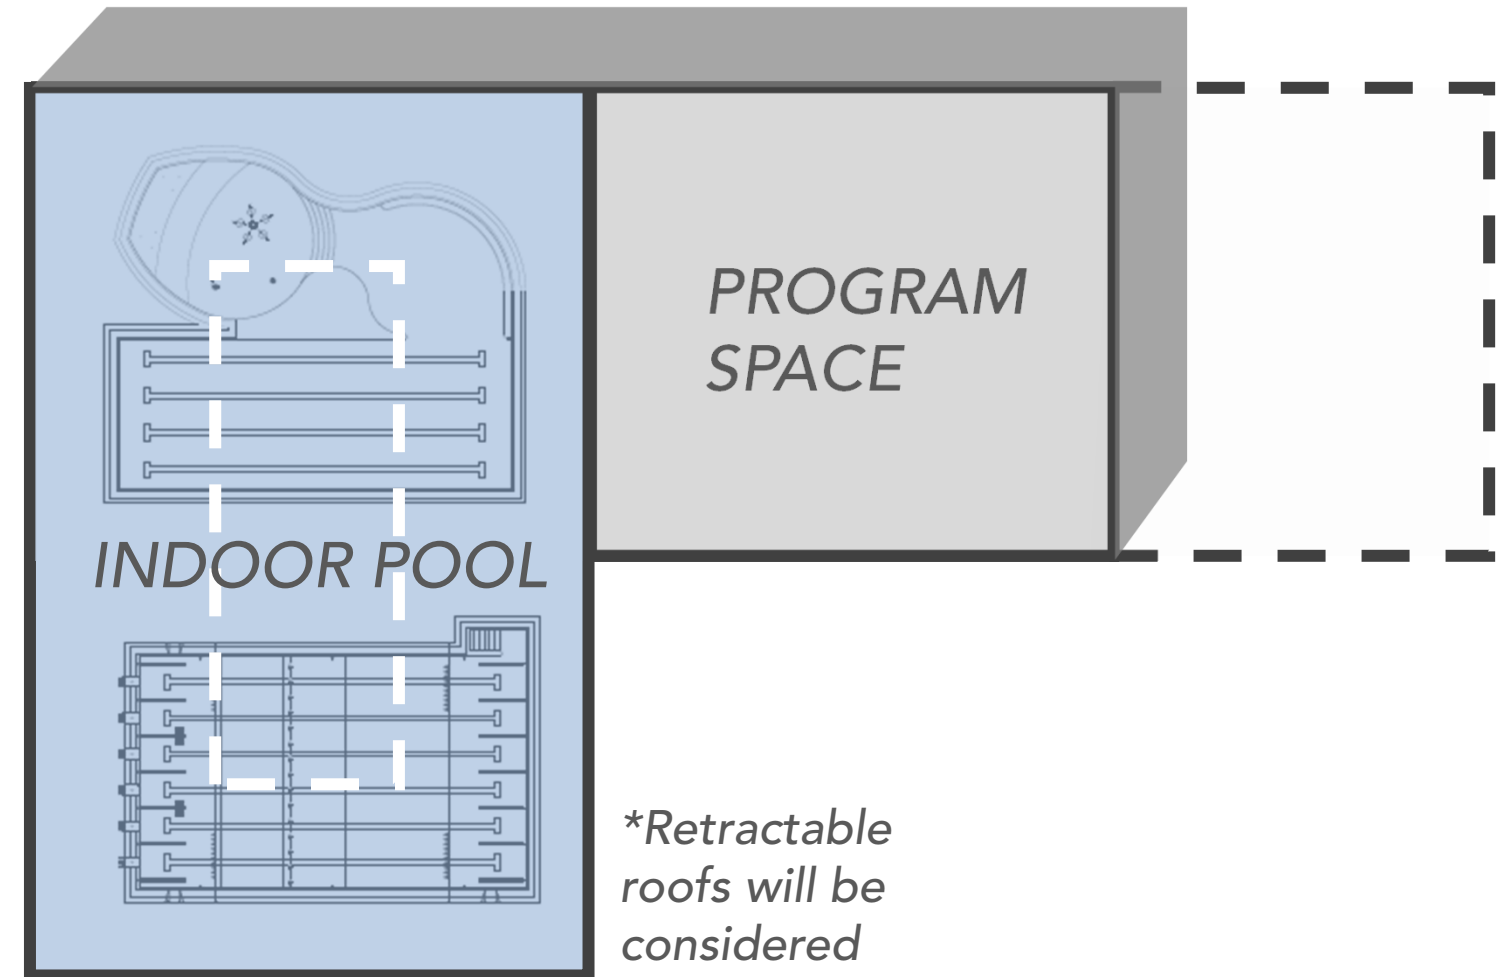 PROGRAM
SPACE
INDOOR POOL
*Retractable
roofs will be
considered